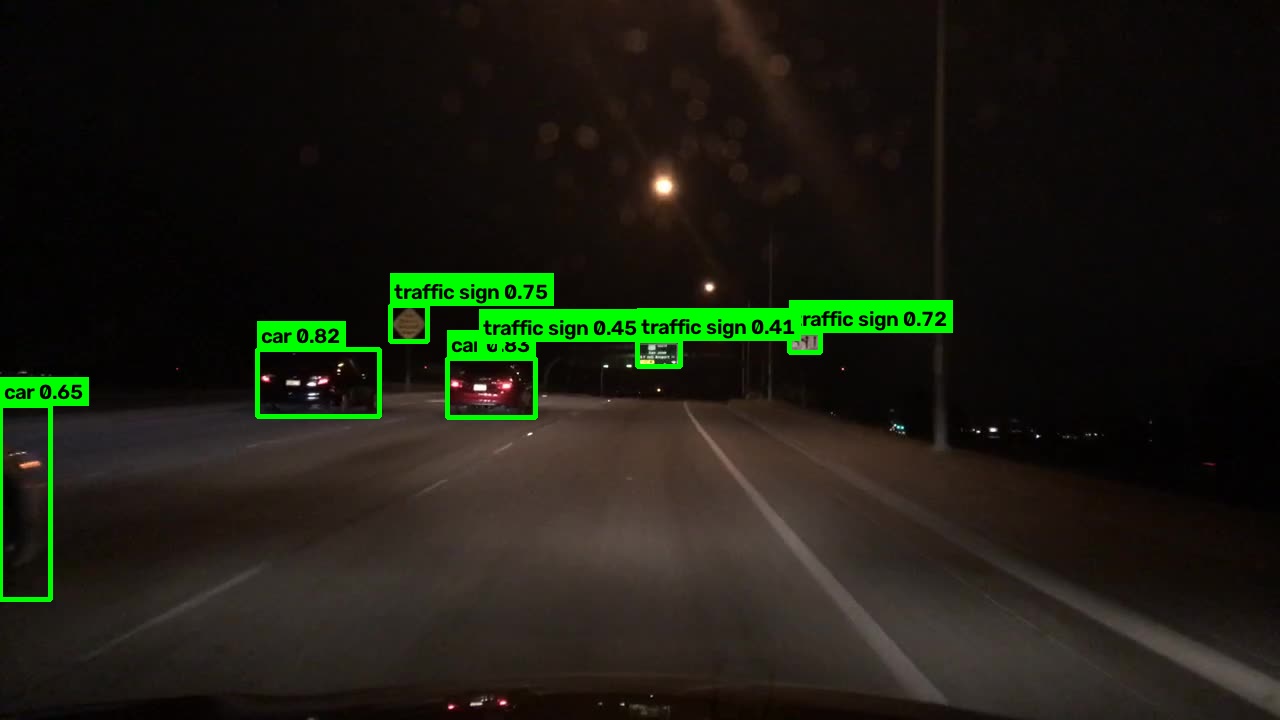 traffic sign 0.75
traffic sign 0.72
traffic sign 0.45
traffic sign 0.41
car 0.82
car 0.83
car 0.65